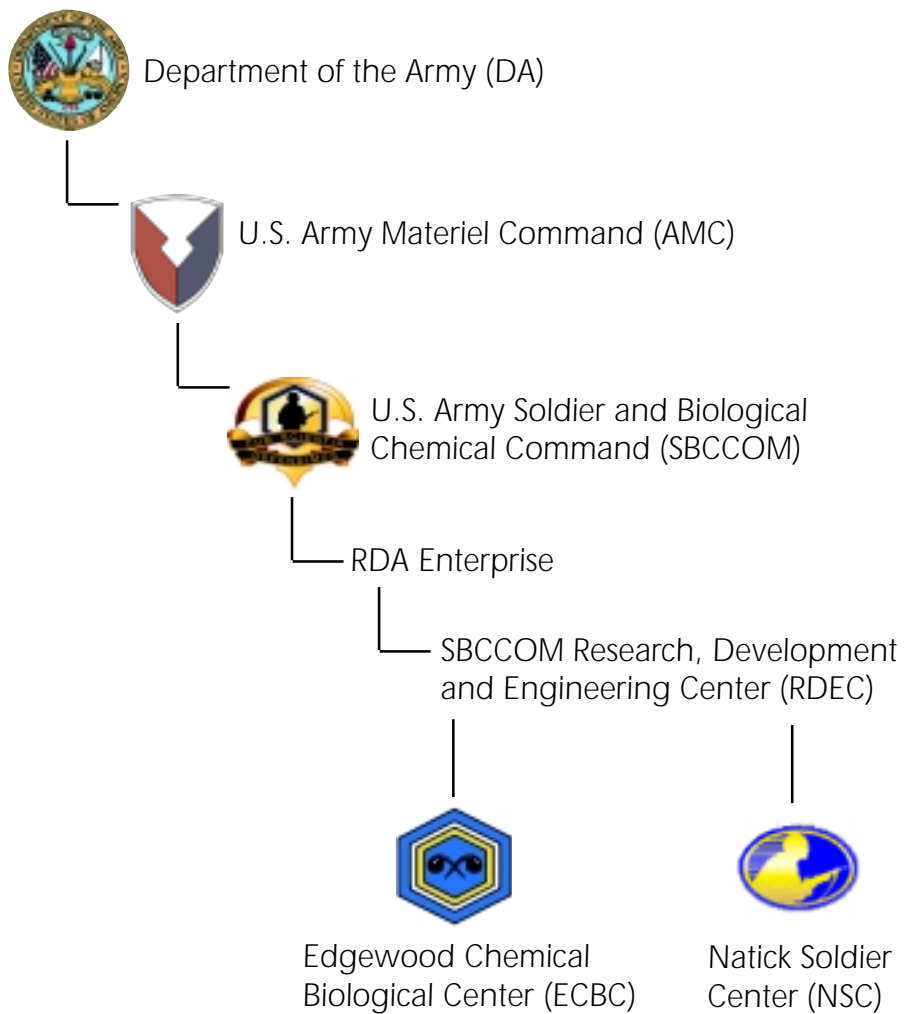 Department of the Army (DA)
U.S. Army Materiel Command (AMC)
U.S. Army Soldier and Biological
Chemical Command (SBCCOM)
RDA Enterprise
SBCCOM Research, Development
and Engineering Center (RDEC)
Edgewood Chemical
Biological Center (ECBC)
Natick Soldier
Center (NSC)